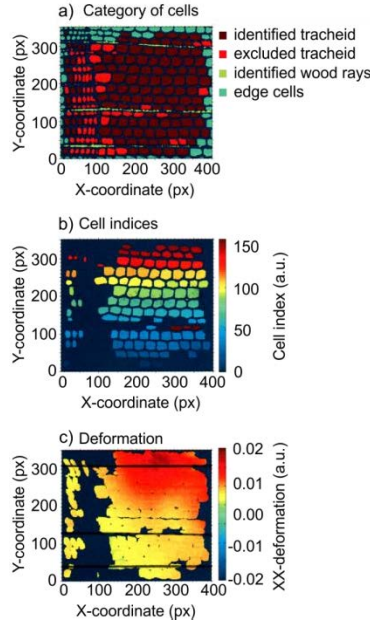 a) Category of cells
identified tracheid
excluded tracheid
identified wood rays
edge cells
Y-coordinate (px)
300
200
100
0
0 100 200 300 400
X-coordinate (px)
b) Cell indices
Y-coordinate (px)
300
200
100
0
0 100 200 300 400
X-coordinate (px)
150
100
50
0
Cell index (a.u.)
c) Deformation
Y-coordinate (px)
300
200
100
0
0 100 200 300 400
X-coordinate (px)
0.02
0.01
0.00
-0.01
-0.02
XX-deformation (a.u.)